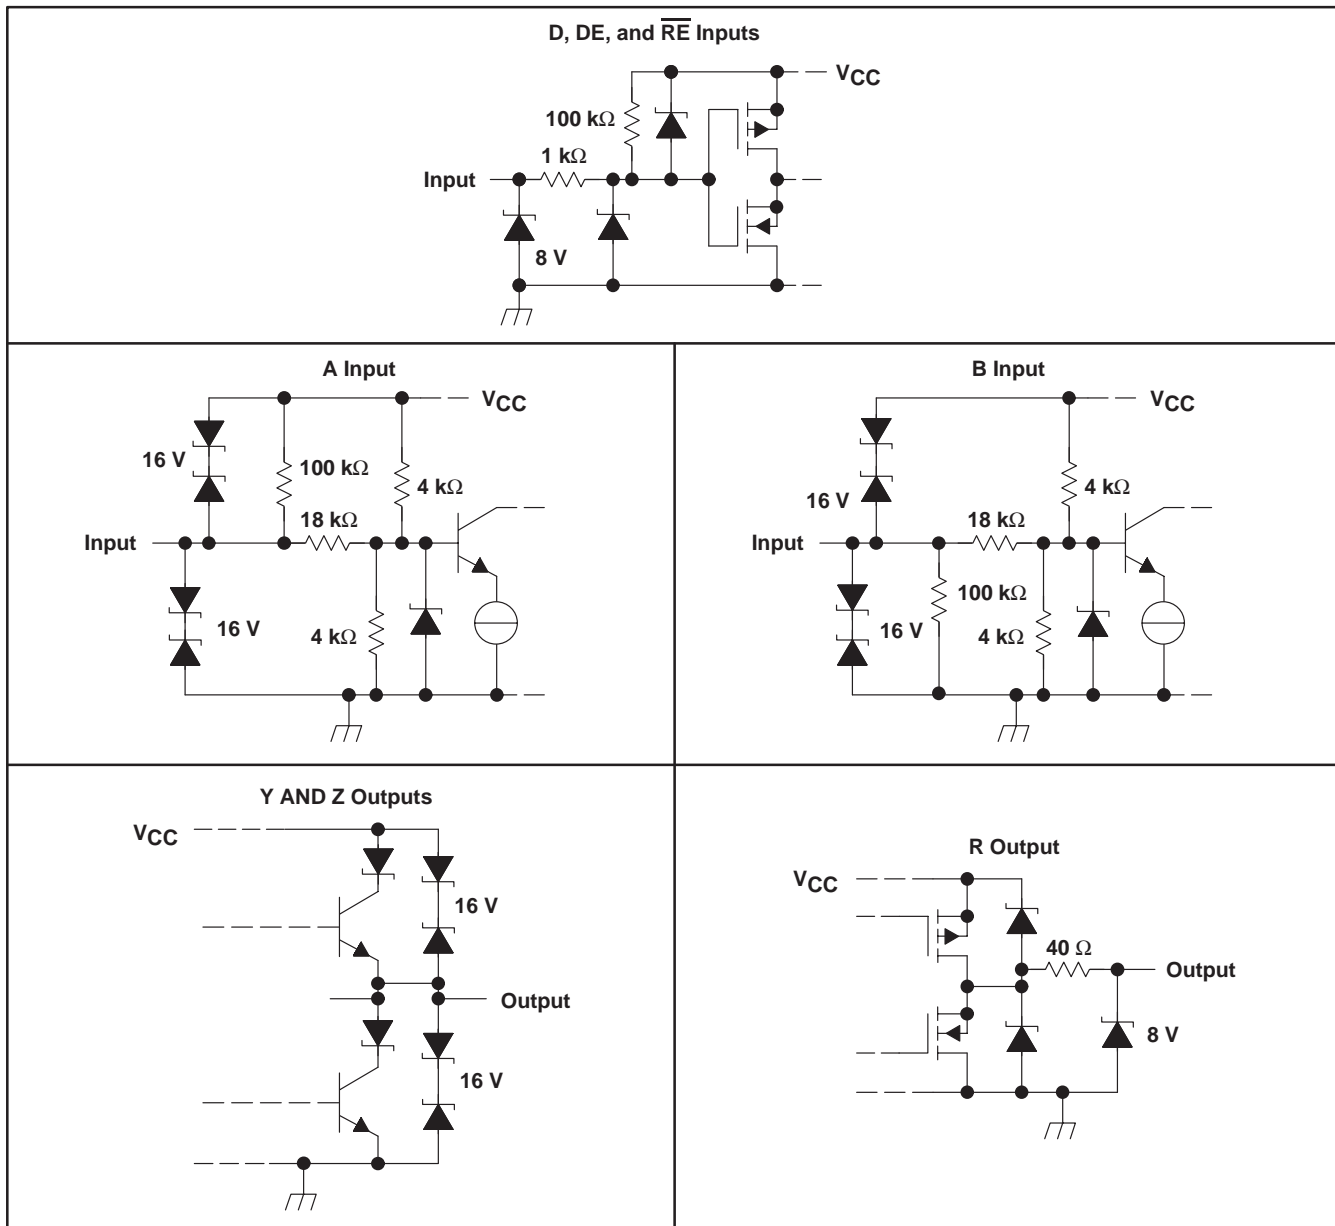 D, DE, and R̅E̅ Inputs
VCC
100 kΩ
1 kΩ
Input
8 V
A Input
VCC
16 V
100 kΩ
4 kΩ
18 kΩ
Input
16 V
4 kΩ
B Input
VCC
16 V
4 kΩ
18 kΩ
Input
100 kΩ
16 V
4 kΩ
Y AND Z Outputs
VCC
16 V
Output
16 V
R Output
VCC
40 Ω
Output
8 V